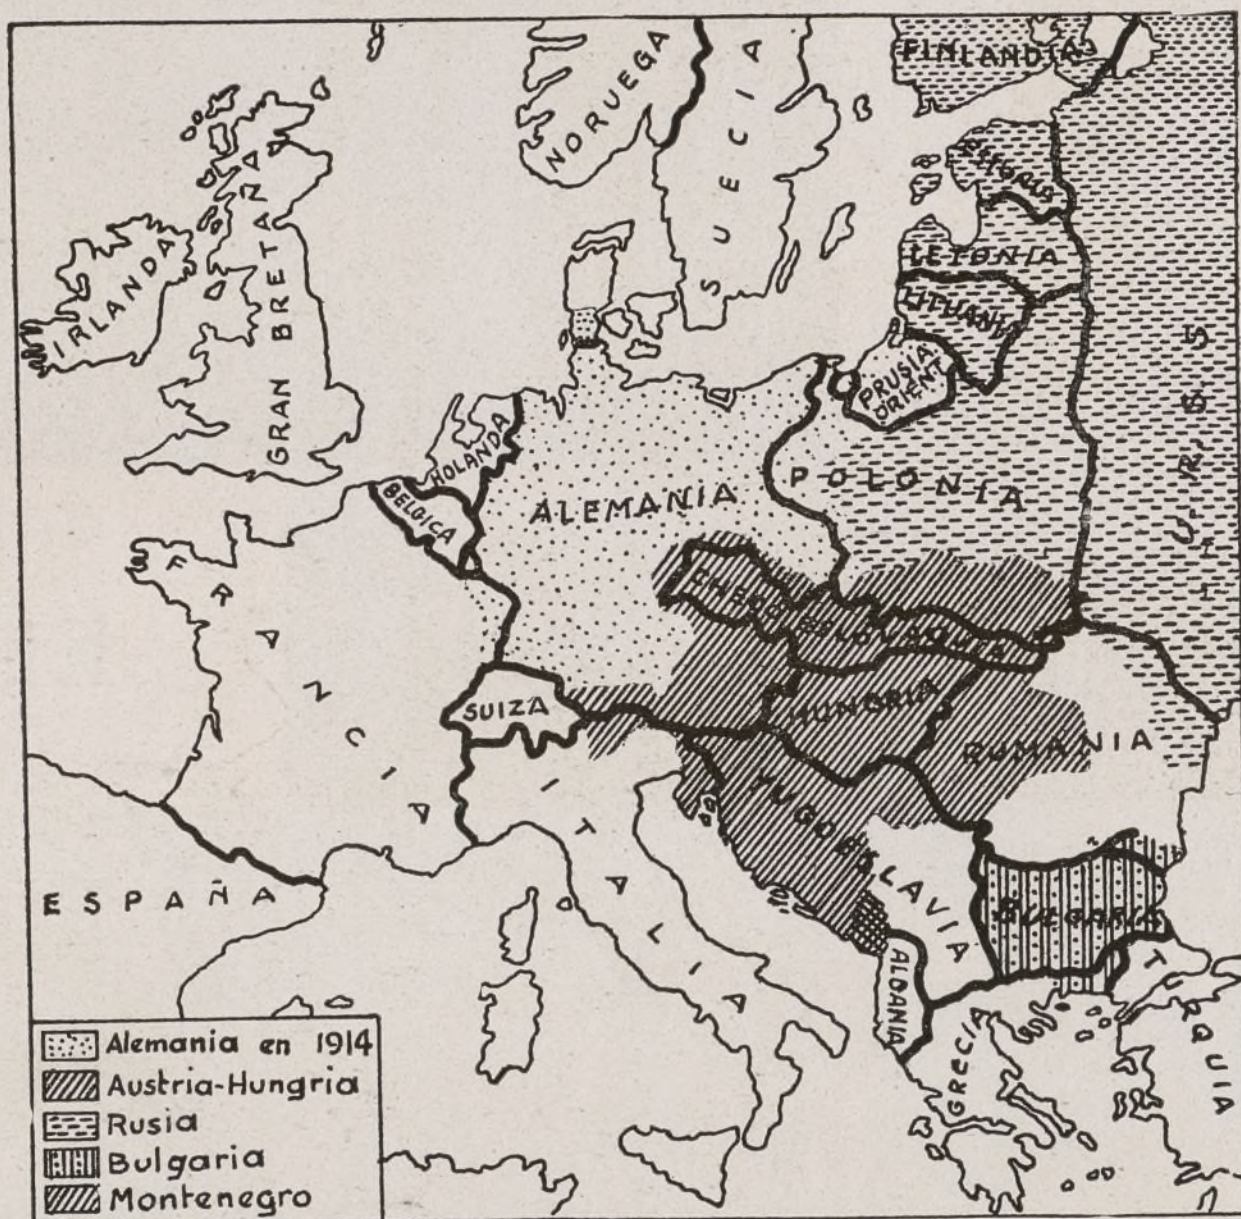 FINLANDIA
NORUEGA
SUECIA
ESTONIA
LETONIA
LITUANIA
PRUSIA
ORIENT.
IRLANDA
GRAN BRETAÑA
HOLANDA
BELGICA
ALEMANIA
POLONIA
U. R. S. S.
FRANCIA
CHECOESLOVAQUIA
SUIZA
HUNGRIA
RUMANIA
ITALIA
YUGOESLAVIA
ESPAÑA
BULGARIA
ALBANIA
GRECIA
TURQUIA
Alemania en 1914
Austria-Hungria
Rusia
Bulgaria
Montenegro